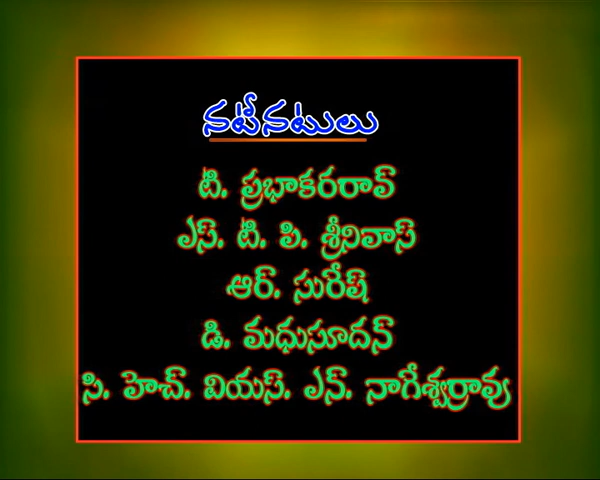 నటీనటులు
టి. ప్రభాకరరావ్
ఎస్. టి. పి. శ్రీనివాస్
ఆర్. సురేష్
డి. మధుసూదన్
సి. హెచ్. వియస్. ఎన్. నాగేశ్వర్రావు